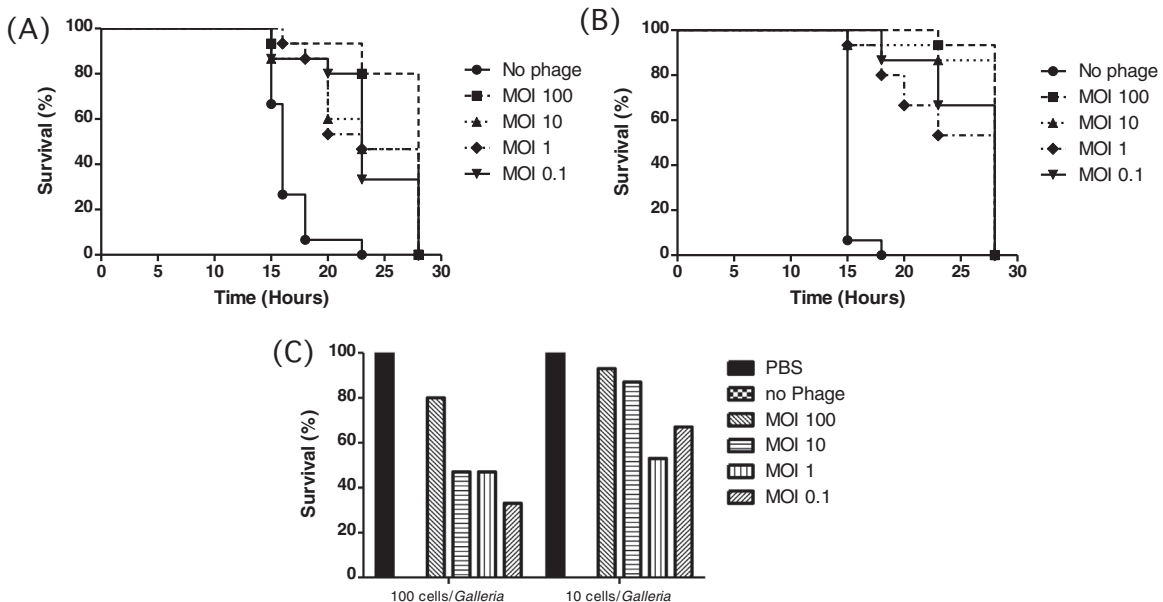 (A)
100
80
60
40
20
0
Survival (%)
0 5 10 15 20 25 30
Time (Hours)
No phage
MOI 100
MOI 10
MOI 1
MOI 0.1
(B)
100
80
60
40
20
0
Survival (%)
0 5 10 15 20 25 30
Time (Hours)
No phage
MOI 100
MOI 10
MOI 1
MOI 0.1
(C)
100
80
60
40
20
0
Survival (%)
100 cells/Galleria 10 cells/Galleria
PBS
no Phage
MOI 100
MOI 10
MOI 1
MOI 0.1